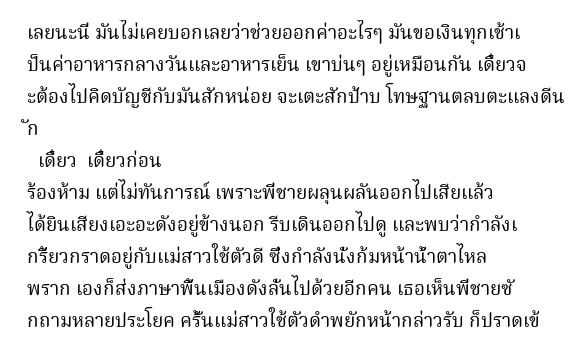 เลยนะนี่ มันไม่เคยบอกเลยว่าช่วยออกค่าอะไรๆ มันขอเงินทุกเช้าเ
ป็นค่าอาหารกลางวันและอาหารเย็น เขาบ่นๆ อยู่เหมือนกัน เดี๋ยวจ
ะต้องไปคิดบัญชีกับมันสักหน่อย จะเตะสักป้าบ โทษฐานตลบตะแลงดีน
ัก
เดี๋ยว เดี๋ยวก่อน
ร้องห้าม แต่ไม่ทันการณ์ เพราะพี่ชายผลุนผลันออกไปเสียแล้ว
ได้ยินเสียงเอะอะดังอยู่ข้างนอก รีบเดินออกไปดู และพบว่ากำลังเ
กรี้ยวกราดอยู่กับแม่สาวใช้ตัวดี ซึ่งกำลังนั่งก้มหน้าน้ำตาไหล
พราก เองก็ส่งภาษาพื้นเมืองดังลั่นไปด้วยอีกคน เธอเห็นพี่ชายซั
กถามหลายประโยค ครั้นแม่สาวใช้ตัวดำพยักหน้ากล่าวรับ ก็ปราดเข้